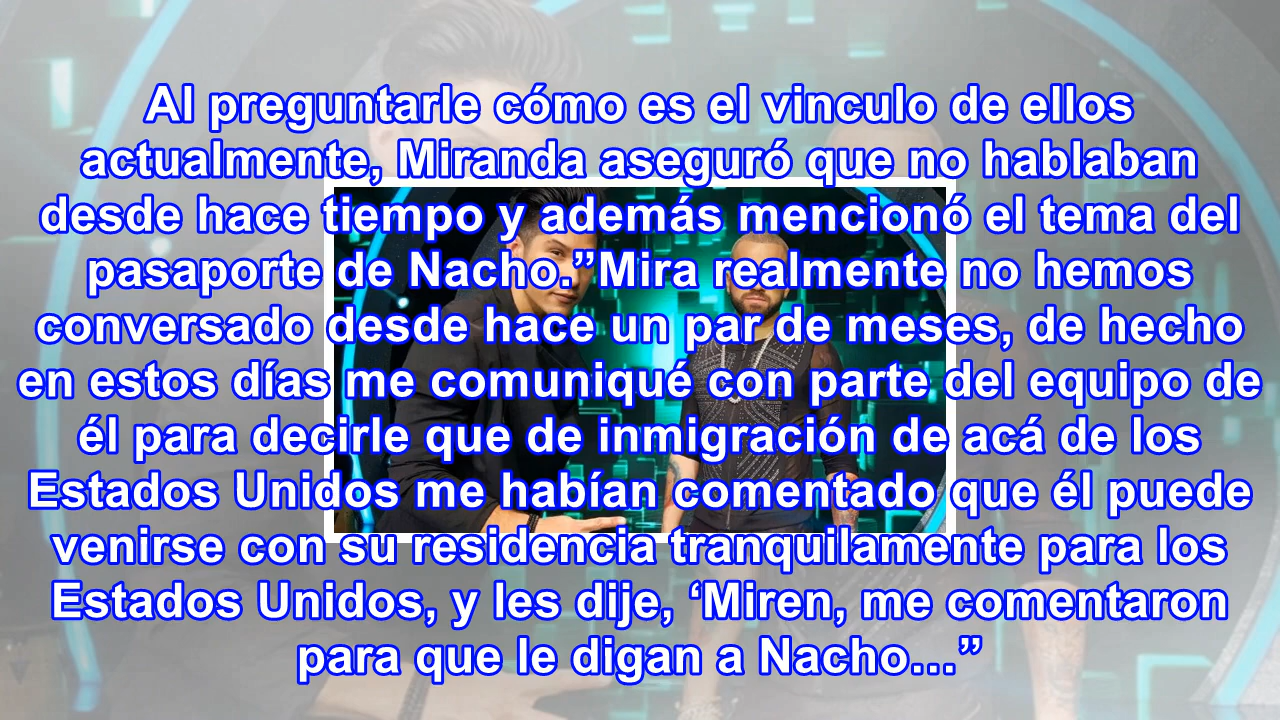 Al preguntarle cómo es el vinculo de ellos
actualmente, Miranda aseguró que no hablaban
desde hace tiempo y además mencionó el tema del
pasaporte de Nacho.”Mira realmente no hemos
conversado desde hace un par de meses, de hecho
en estos días me comuniqué con parte del equipo de
él para decirle que de inmigración de acá de los
Estados Unidos me habían comentado que él puede
venirse con su residencia tranquilamente para los
Estados Unidos, y les dije, ‘Miren, me comentaron
para que le digan a Nacho…”